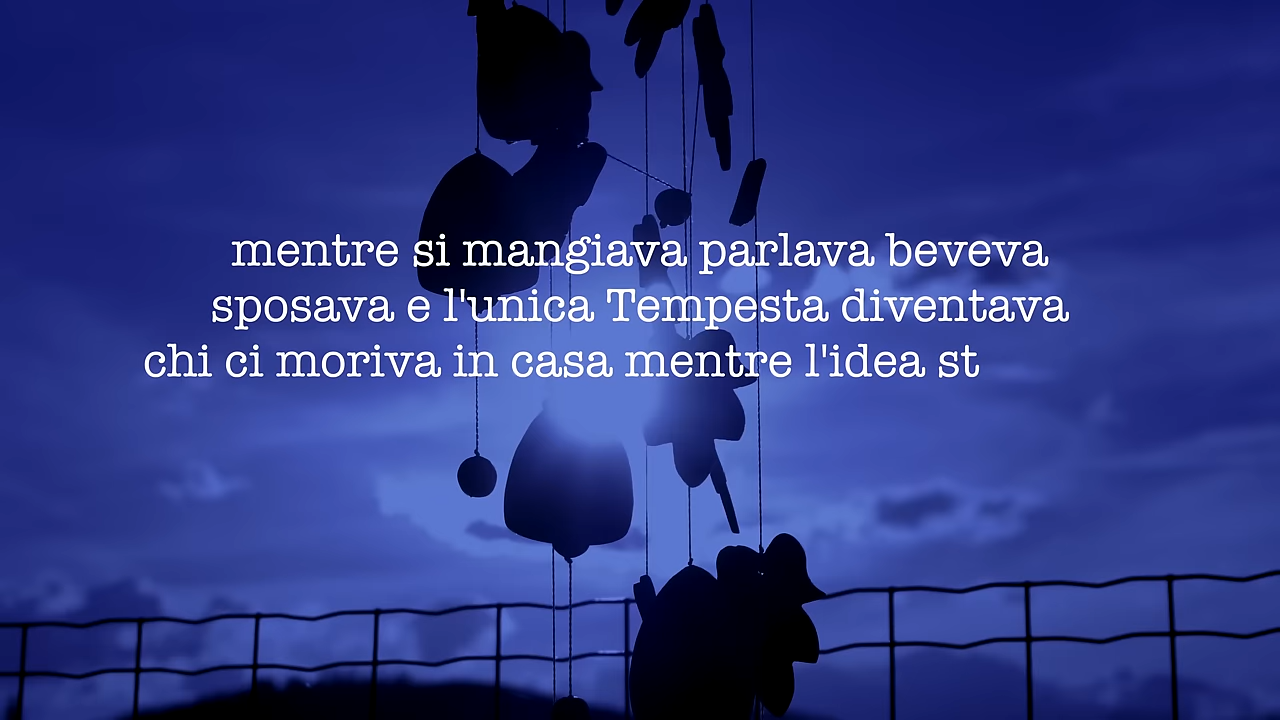 mentre si mangiava parlava beveva
sposava e l'unica Tempesta diventava
chi ci moriva in casa mentre l'idea st